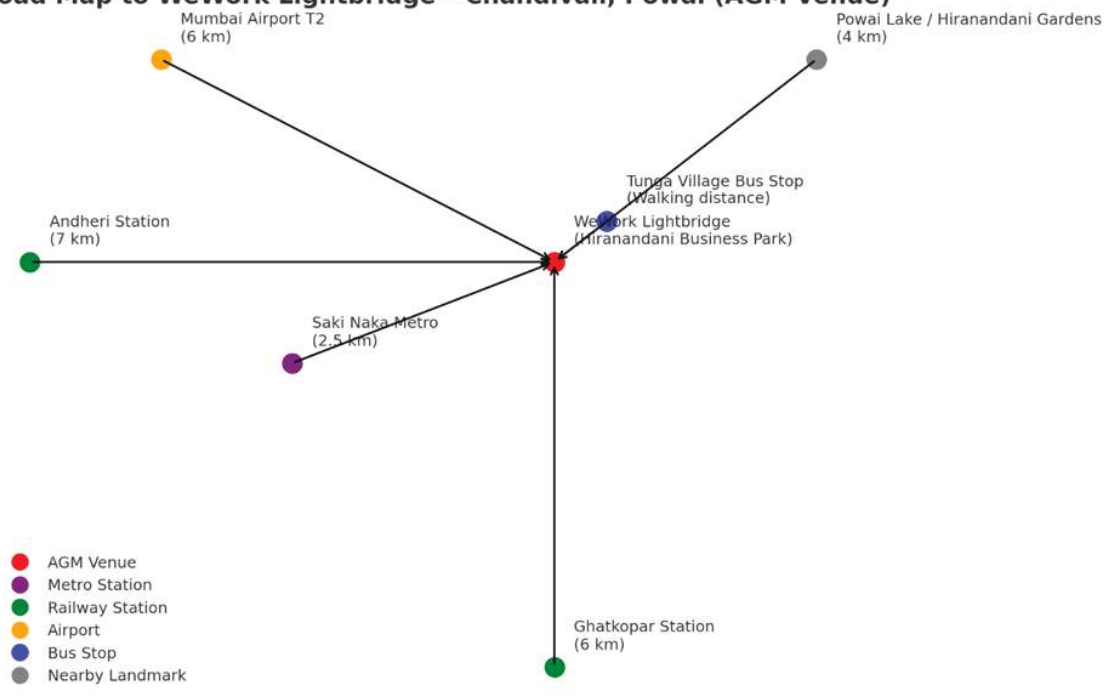 oad Map to WeWork Lightbridge - Chandivali, Powai (AGM Venue)
Mumbai Airport T2
(6 km)
Powai Lake / Hiranandani Gardens
(4 km)
Tunga Village Bus Stop
(Walking distance)
Andheri Station
(7 km)
WeWork Lightbridge
(Hiranandani Business Park)
Saki Naka Metro
(2.5 km)
Ghatkopar Station
(6 km)
AGM Venue
Metro Station
Railway Station
Airport
Bus Stop
Nearby Landmark